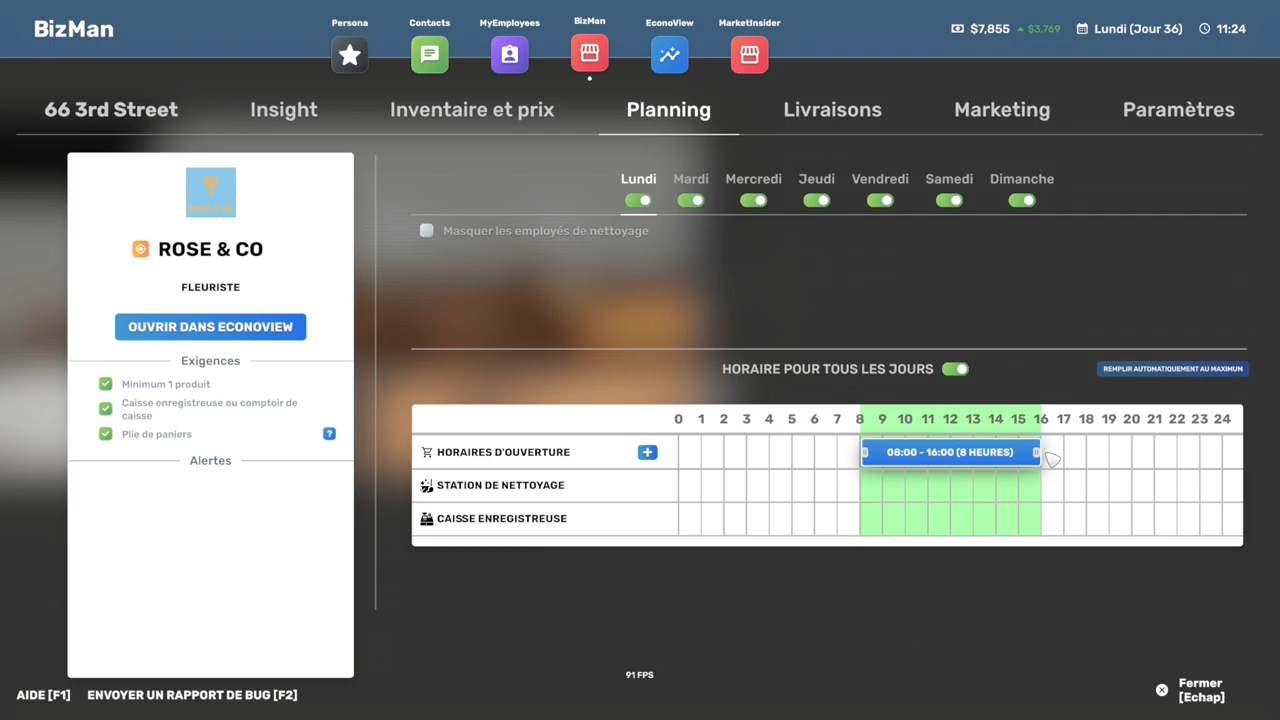 BizMan
Persona
Contacts
MyEmployees
BizMan
EconoView
MarketInsider
$7,855 $3.769
Lundi (Jour 36)
11:24
66 3rd Street
Insight
Inventaire et prix
Planning
Livraisons
Marketing
Paramètres
ROSE & CO
FLEURISTE
OUVRIR DANS ECONOVIEW
Exigences
Minimum 1 produit
Caisse enregistreuse ou comptoir de
caisse
Plie de paniers
?
Alertes
Lundi
Mardi
Mercredi
Jeudi
Vendredi
Samedi
Dimanche
Masquer les employés de nettoyage
HORAIRE POUR TOUS LES JOURS
REMPLIR AUTOMATIQUEMENT AU MAXIMUM
0 1 2 3 4 5 6 7 8 9 10 11 12 13 14 15 16 17 18 19 20 21 22 23 24
HORAIRES D'OUVERTURE
08:00 - 16:00 (8 HEURES)
STATION DE NETTOYAGE
CAISSE ENREGISTREUSE
91 FPS
AIDE [F1]
ENVOYER UN RAPPORT DE BUG [F2]
Fermer
[Echap]